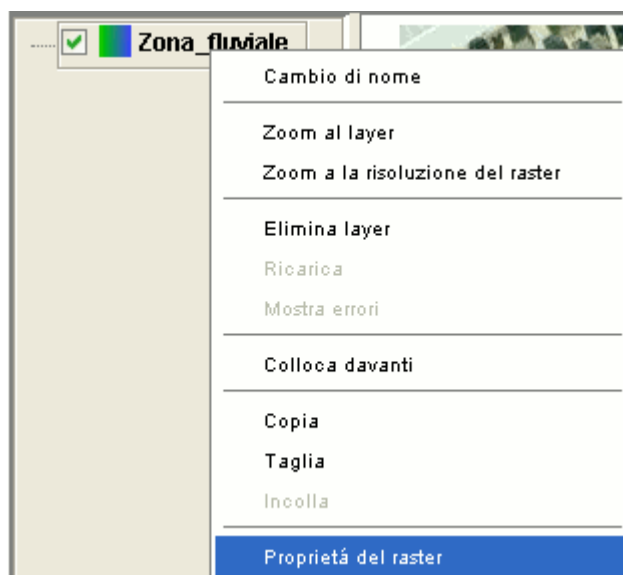 Zona_fluviale
Cambio di nome
Zoom al layer
Zoom a la risoluzione del raster
Elimina layer
Ricarica
Mostra errori
Colloca davanti
Copia
Taglia
Incolla
Proprietá del raster